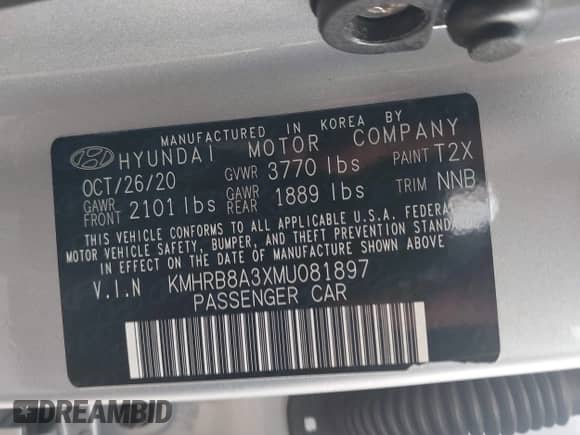 MANUFACTURED IN KOREA BY
HYUNDAI MOTOR COMPANY
OCT/26/20 GVWR 3770 lbs PAINT T2X
GAWR FRONT 2101 lbs GAWR REAR 1889 lbs TRIM NNB
THIS VEHICLE CONFORMS TO ALL APPLICABLE U.S.A. FEDERAL
MOTOR VEHICLE SAFETY, BUMPER, AND THEFT PREVENTION STANDARDS
IN EFFECT ON THE DATE OF MANUFACTURE SHOWN ABOVE
V.I.N KMHRB8A3XMU081897
PASSENGER CAR
DREAMBID